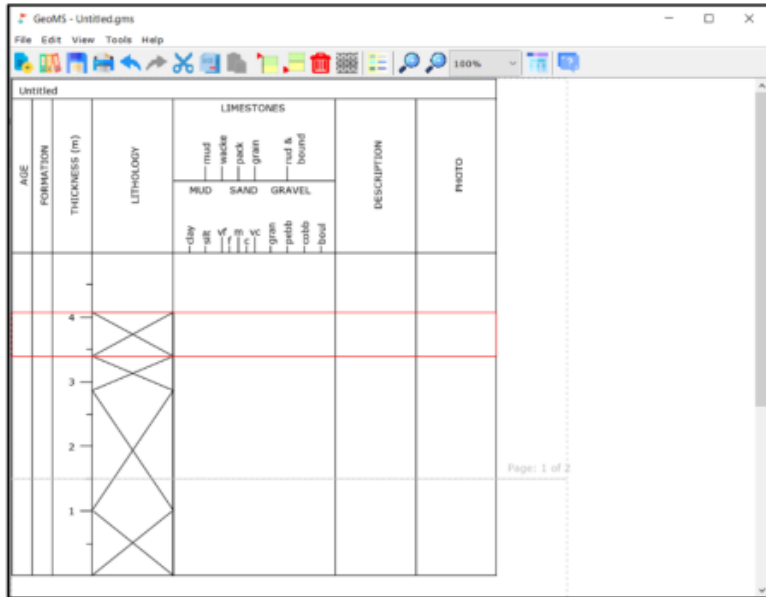 GeoMS - Untitled.gms
File Edit View Tools Help
100%
Untitled
AGE
FORMATION
THICKNESS (m)
LITHOLOGY
LIMESTONES
mud
wacke
pack
grain
rud &
bound
MUD SAND GRAVEL
clay
silt
vf
f
m
c
vc
gran
pebb
cobb
boul
DESCRIPTION
PHOTO
4
3
2
1
Page: 1 of 2